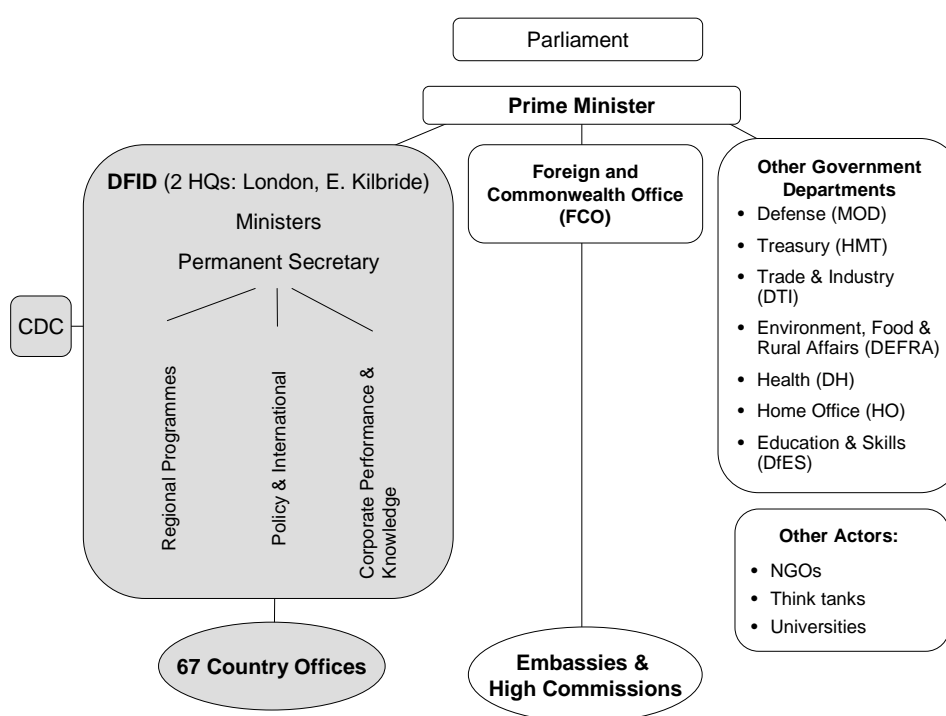 Parliament
Prime Minister
DFID (2 HQs: London, E. Kilbride)
Ministers
Permanent Secretary
CDC
Regional Programmes
Policy & International
Corporate Performance &
Knowledge
67 Country Offices
Foreign and
Commonwealth Office
(FCO)
Embassies &
High Commissions
Other Government
Departments
• Defense (MOD)
• Treasury (HMT)
• Trade & Industry
(DTI)
• Environment, Food &
Rural Affairs (DEFRA)
• Health (DH)
• Home Office (HO)
• Education & Skills
(DfES)
Other Actors:
• NGOs
• Think tanks
• Universities